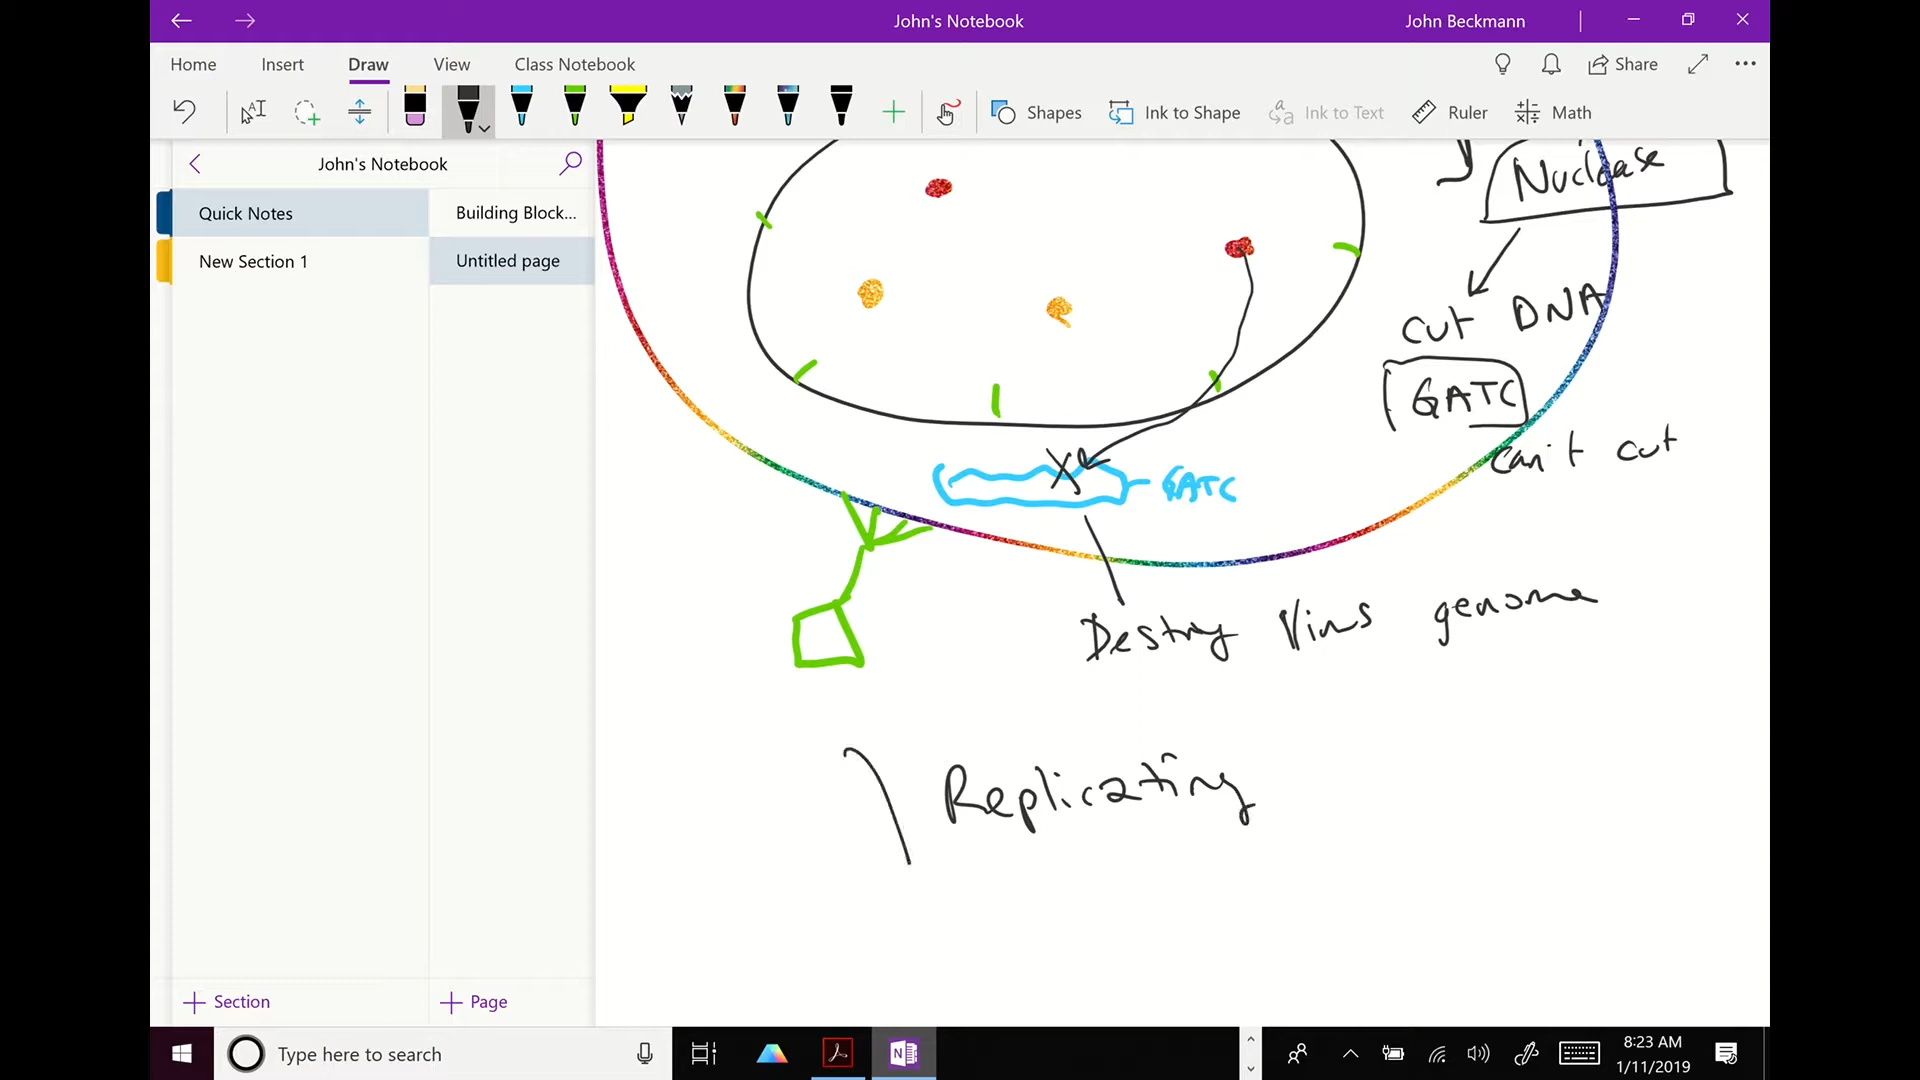 John's Notebook
John Beckmann
Home Insert Draw View Class Notebook
Share
Shapes Ink to Shape Ink to Text Ruler Math
John's Notebook
Quick Notes
New Section 1
Building Block...
Untitled page
Nuclease
cut DNA
GATC
can't cut
GATC
Destroy Virus genome
Replicating
Section
Page
Type here to search
8:23 AM
1/11/2019